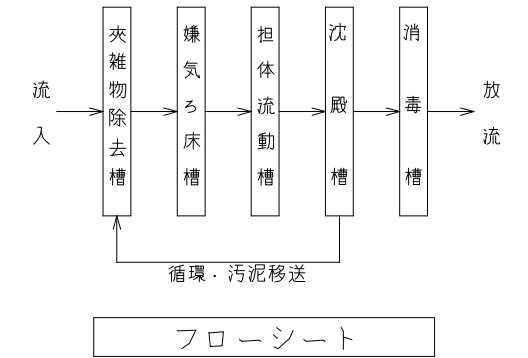 流入
夾雑物除去槽
嫌気ろ床槽
担体流動槽
沈殿槽
消毒槽
放流
循環・汚泥移送
フローシート